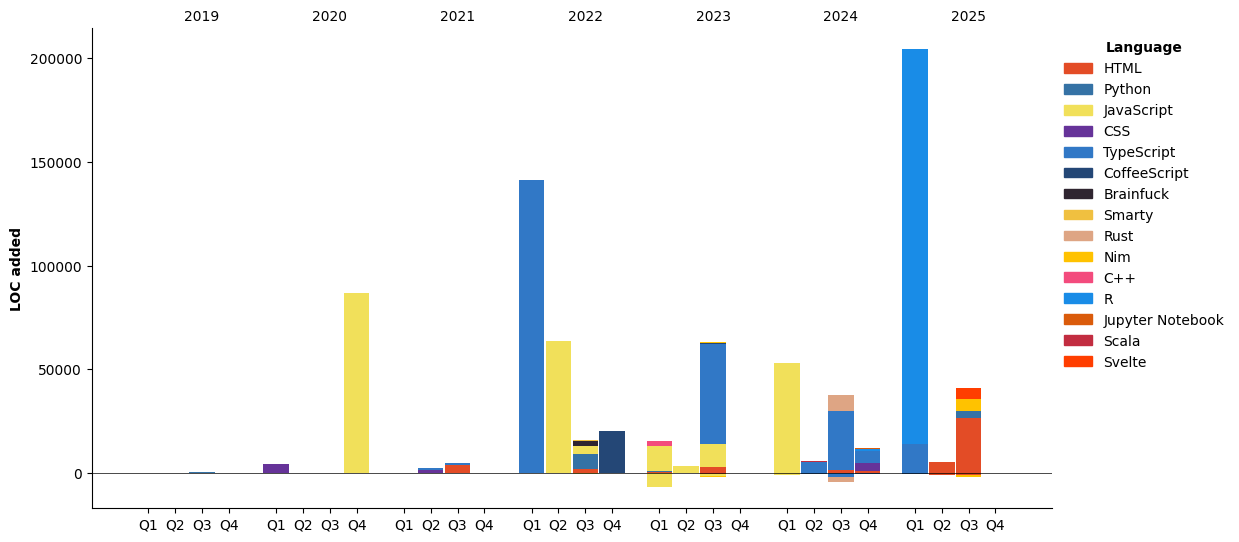 2019 2020 2021 2022 2023 2024 2025
LOC added
200000
150000
100000
50000
0
Q1 Q2 Q3 Q4 Q1 Q2 Q3 Q4 Q1 Q2 Q3 Q4 Q1 Q2 Q3 Q4 Q1 Q2 Q3 Q4 Q1 Q2 Q3 Q4 Q1 Q2 Q3 Q4
Language
HTML
Python
JavaScript
CSS
TypeScript
CoffeeScript
Brainfuck
Smarty
Rust
Nim
C++
R
Jupyter Notebook
Scala
Svelte